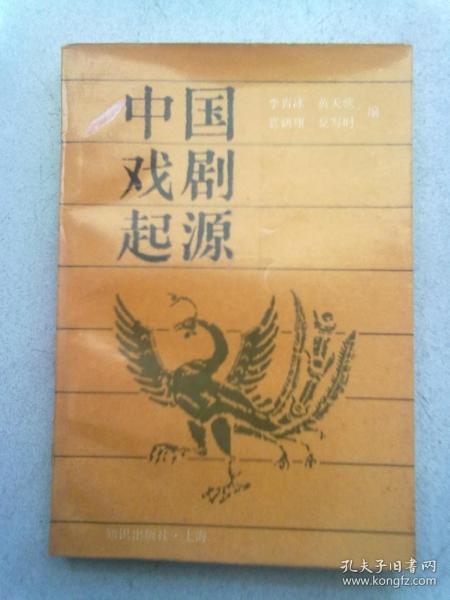 中国
戏剧
起源
李肖冰 黄天骥
袁鹤翔 夏写时
编
知识出版社·上海
孔夫子旧书网
www.kongfz.com